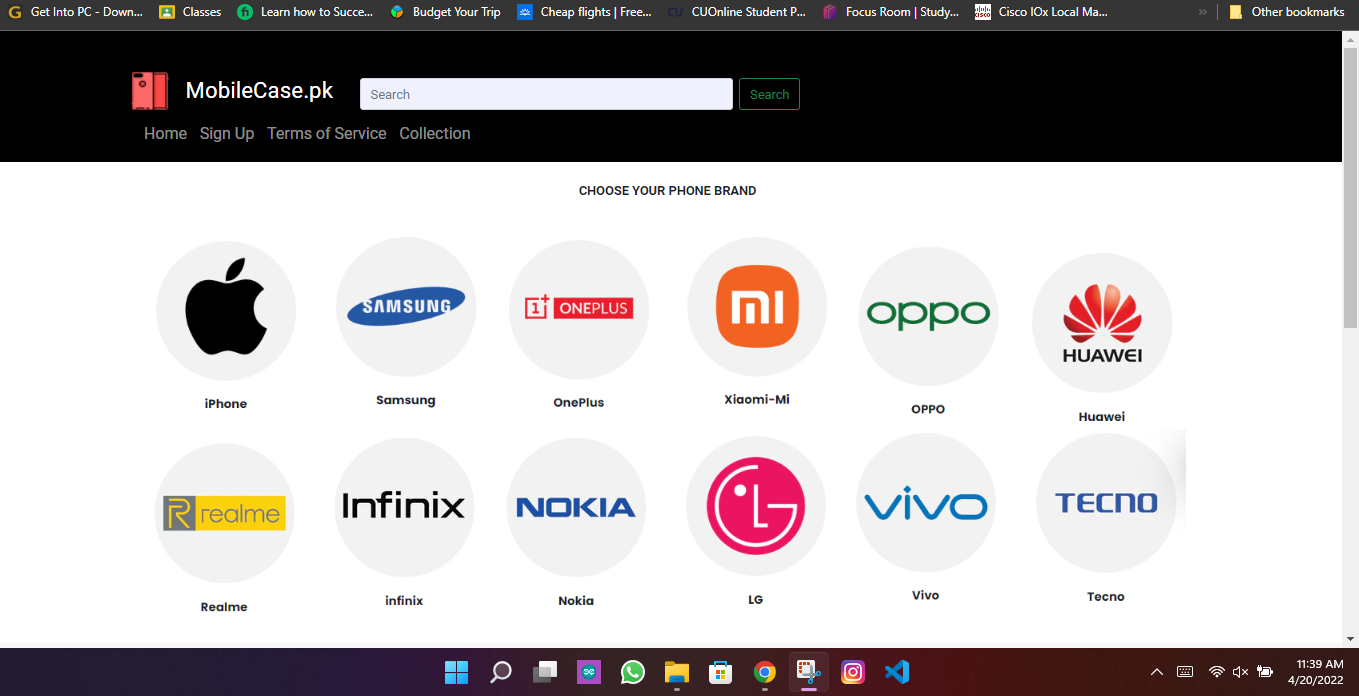 G Get Into PC - Down... Classes fi Learn how to Succe... Budget Your Trip Cheap flights | Free... CU CUOnline Student P... Focus Room | Study... cisco Cisco IOx Local Ma... » Other bookmarks
MobileCase.pk Search Search
Home Sign Up Terms of Service Collection
CHOOSE YOUR PHONE BRAND
SAMSUNG 1+ ONEPLUS mi oppo HUAWEI
iPhone Samsung OnePlus Xiaomi-Mi OPPO Huawei
R realme Infinix NOKIA LG vivo TECNO
Realme infinix Nokia LG Vivo Tecno
11:39 AM
4/20/2022